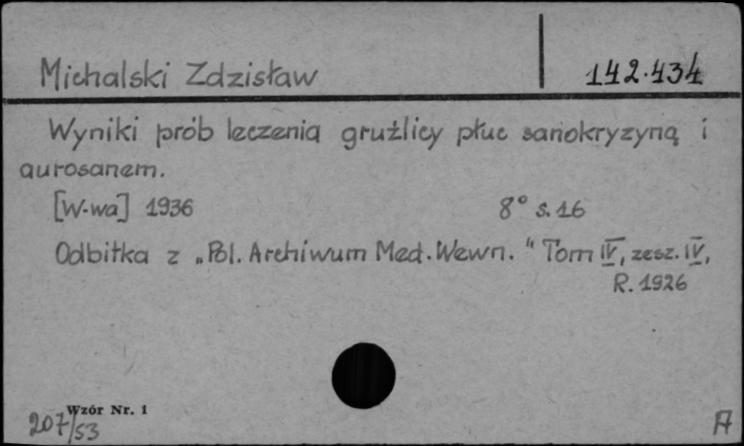 Michalski Zdzisław 142.434
Wyniki prób leczenia gruźlicy płuc sanokryzyną i
aurosanem.
[W-wa] 1936 8° s. 16
Odbitka z „Pol. Archiwum Med. Wewn." Tom IV, zesz. IV,
R. 1926
Wzór Nr. 1
207/53 A